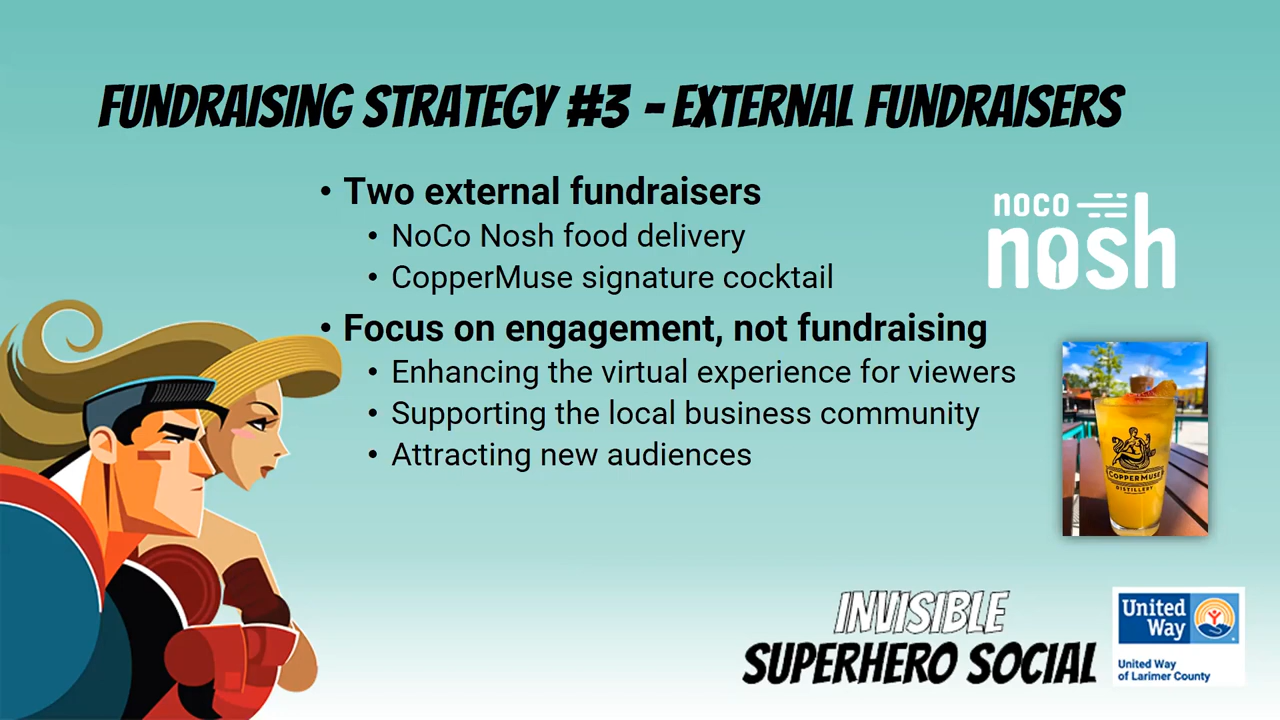 FUNDRAISING STRATEGY #3 - EXTERNAL FUNDRAISERS
• Two external fundraisers
• NoCo Nosh food delivery
• CopperMuse signature cocktail
• Focus on engagement, not fundraising
• Enhancing the virtual experience for viewers
• Supporting the local business community
• Attracting new audiences
noco
nosh
COPPERMUSE
DISTILLERY
INVISIBLE
SUPERHERO SOCIAL
United
Way
United Way
of Larimer County